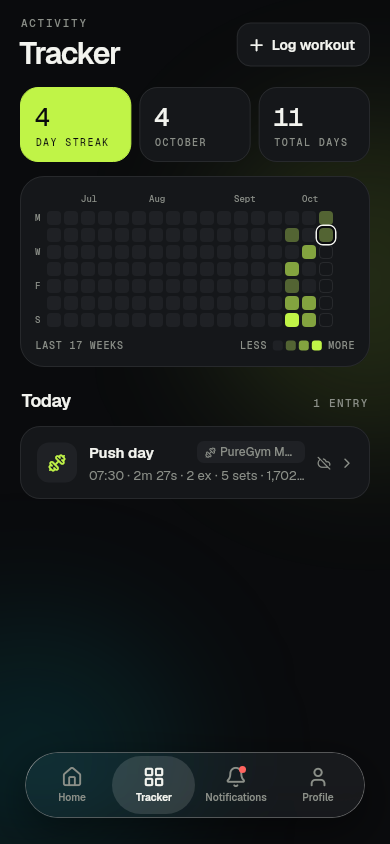 ACTIVITY
Tracker
Log workout
4
DAY STREAK
4
OCTOBER
11
TOTAL DAYS
Jul Aug Sept Oct
M
W
F
S
LAST 17 WEEKS
LESS MORE
Today
1 ENTRY
Push day
PureGym M...
07:30 · 2m 27s · 2 ex · 5 sets · 1,702...
Home
Tracker
Notifications
Profile